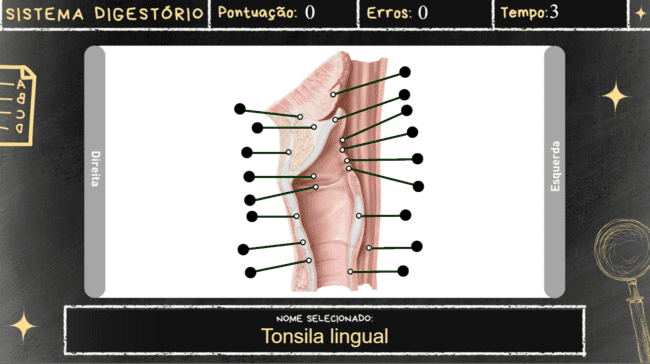 SISTEMA DIGESTÓRIO
Pontuação: 0
Erros: 0
Tempo:3
Direita
Esquerda
NOME SELECIONADO:
Tonsila lingual